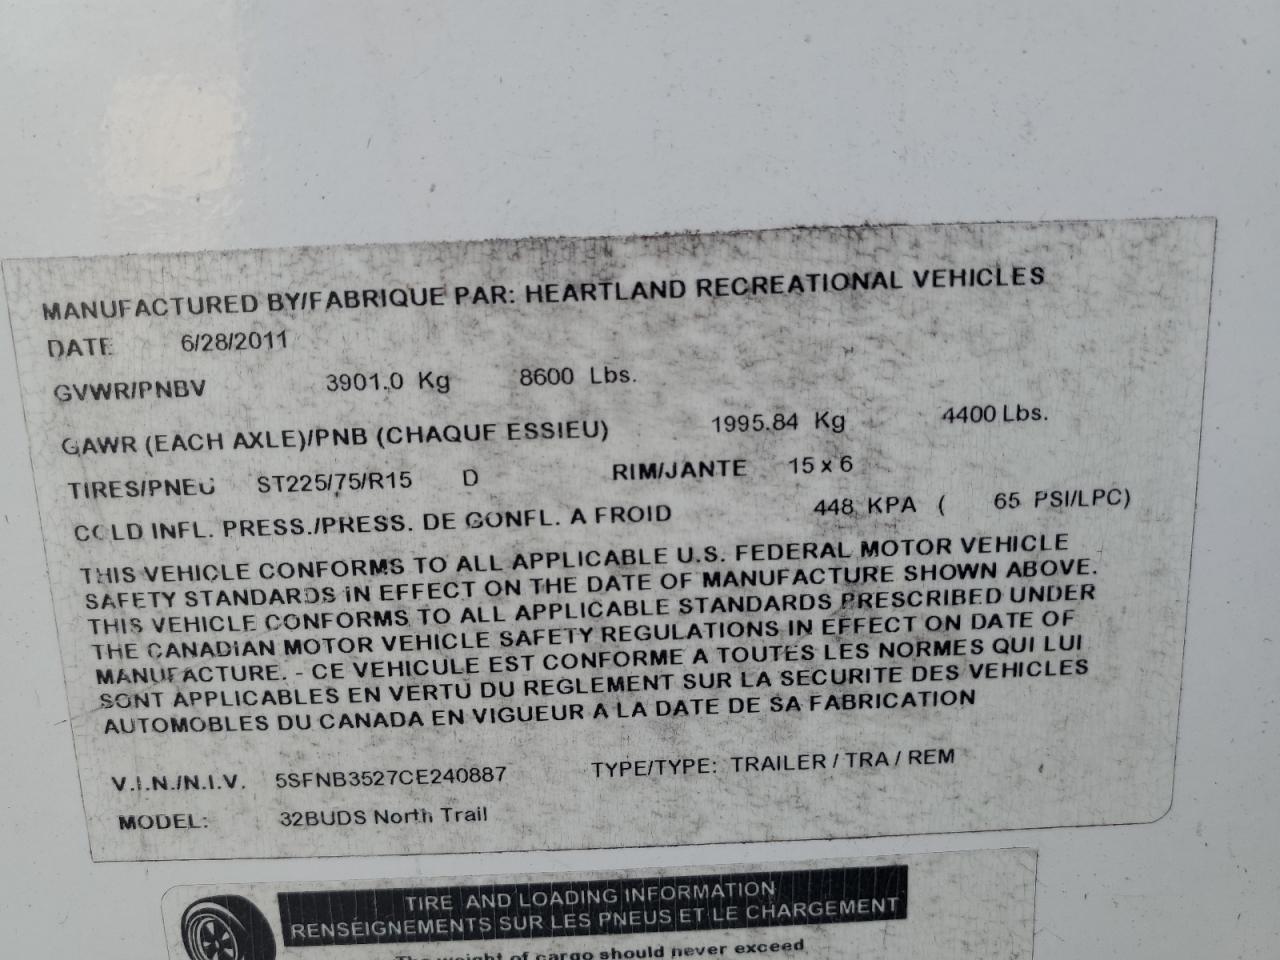 MANUFACTURED BY/FABRIQUE PAR: HEARTLAND RECREATIONAL VEHICLES
DATE 6/28/2011
GVWR/PNBV 3901.0 Kg 8600 Lbs.
GAWR (EACH AXLE)/PNB (CHAQUE ESSIEU) 1995.84 Kg 4400 Lbs.
TIRES/PNEU ST225/75/R15 D RIM/JANTE 15 x 6
COLD INFL. PRESS./PRESS. DE GONFL. A FROID 448 KPA ( 65 PSI/LPC)
THIS VEHICLE CONFORMS TO ALL APPLICABLE U.S. FEDERAL MOTOR VEHICLE
SAFETY STANDARDS IN EFFECT ON THE DATE OF MANUFACTURE SHOWN ABOVE.
THIS VEHICLE CONFORMS TO ALL APPLICABLE STANDARDS PRESCRIBED UNDER
THE CANADIAN MOTOR VEHICLE SAFETY REGULATIONS IN EFFECT ON DATE OF
MANUFACTURE. - CE VEHICULE EST CONFORME A TOUTES LES NORMES QUI LUI
SONT APPLICABLES EN VERTU DU REGLEMENT SUR LA SECURITE DES VEHICLES
AUTOMOBLES DU CANADA EN VIGUEUR A LA DATE DE SA FABRICATION
V.I.N./N.I.V. 5SFNB3527CE240887 TYPE/TYPE: TRAILER / TRA / REM
MODEL: 32BUDS North Trail
TIRE AND LOADING INFORMATION
RENSEIGNEMENTS SUR LES PNEUS ET LE CHARGEMENT
The weight of cargo should never exceed